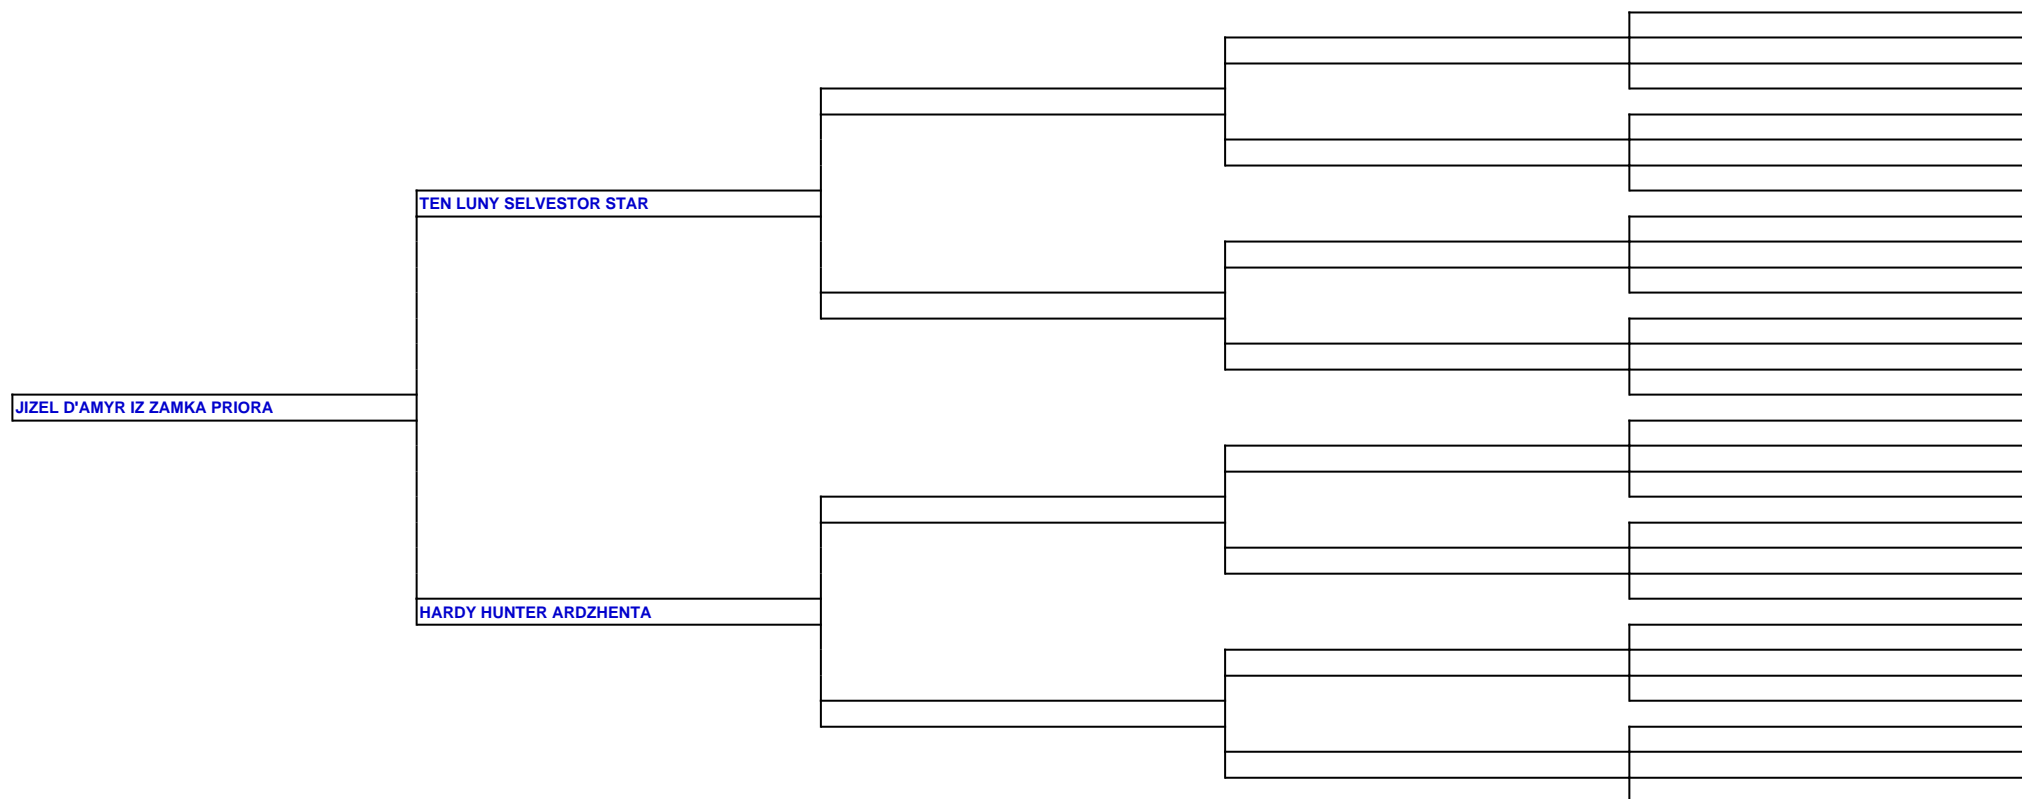 TEN LUNY SELVESTOR STAR
JIZEL D'AMYR IZ ZAMKA PRIORA
HARDY HUNTER ARDZHENTA